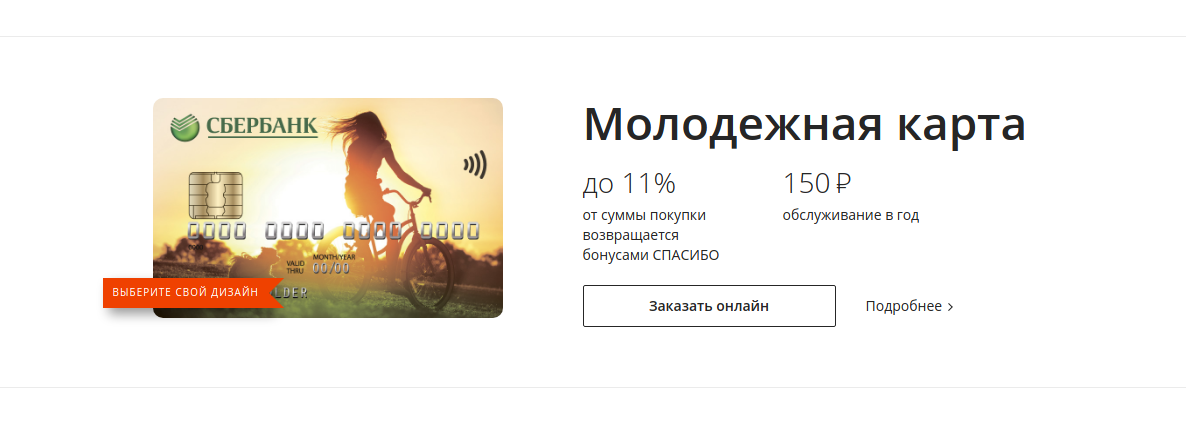 СБЕРБАНК
0000 0000 0000 0000
VALID THRU
MONTH/YEAR
00/00
ВЫБЕРИТЕ СВОЙ ДИЗАЙН
Молодежная карта
до 11%
от суммы покупки
возвращается
бонусами СПАСИБО
150 ₽
обслуживание в год
Заказать онлайн
Подробнее